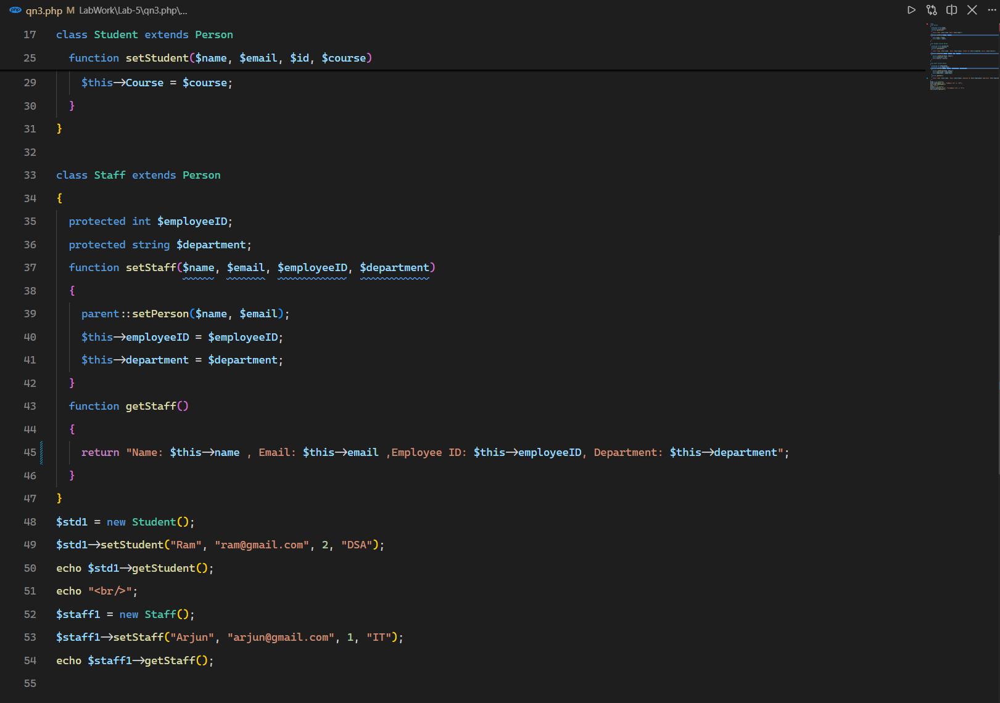 php qn3.php M LabWork\Lab-5\qn3.php\...
17 class Student extends Person
25 function setStudent($name, $email, $id, $course)
29 $this->Course = $course;
30 }
31 }
32
33 class Staff extends Person
34 {
35 protected int $employeeID;
36 protected string $department;
37 function setStaff($name, $email, $employeeID, $department)
38 {
39 parent::setPerson($name, $email);
40 $this->employeeID = $employeeID;
41 $this->department = $department;
42 }
43 function getStaff()
44 {
45 return "Name: $this->name , Email: $this->email ,Employee ID: $this->employeeID, Department: $this->department";
46 }
47 }
48 $std1 = new Student();
49 $std1->setStudent("Ram", "ram@gmail.com", 2, "DSA");
50 echo $std1->getStudent();
51 echo "<br/>";
52 $staff1 = new Staff();
53 $staff1->setStaff("Arjun", "arjun@gmail.com", 1, "IT");
54 echo $staff1->getStaff();
55